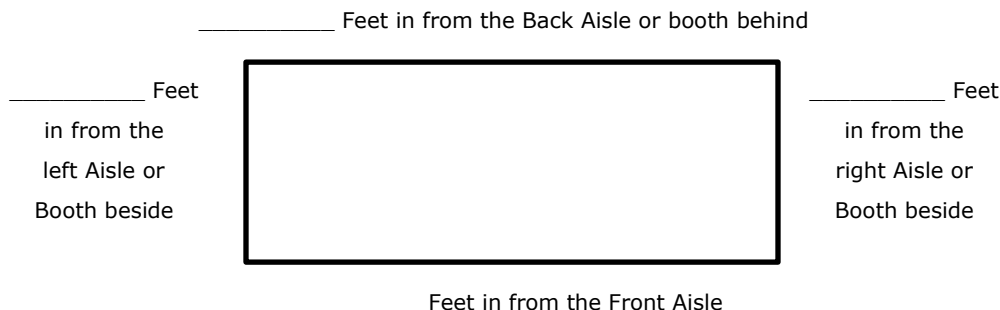 __________ Feet in from the Back Aisle or booth behind
__________ Feet
in from the
left Aisle or
Booth beside
__________ Feet
in from the
right Aisle or
Booth beside
Feet in from the Front Aisle